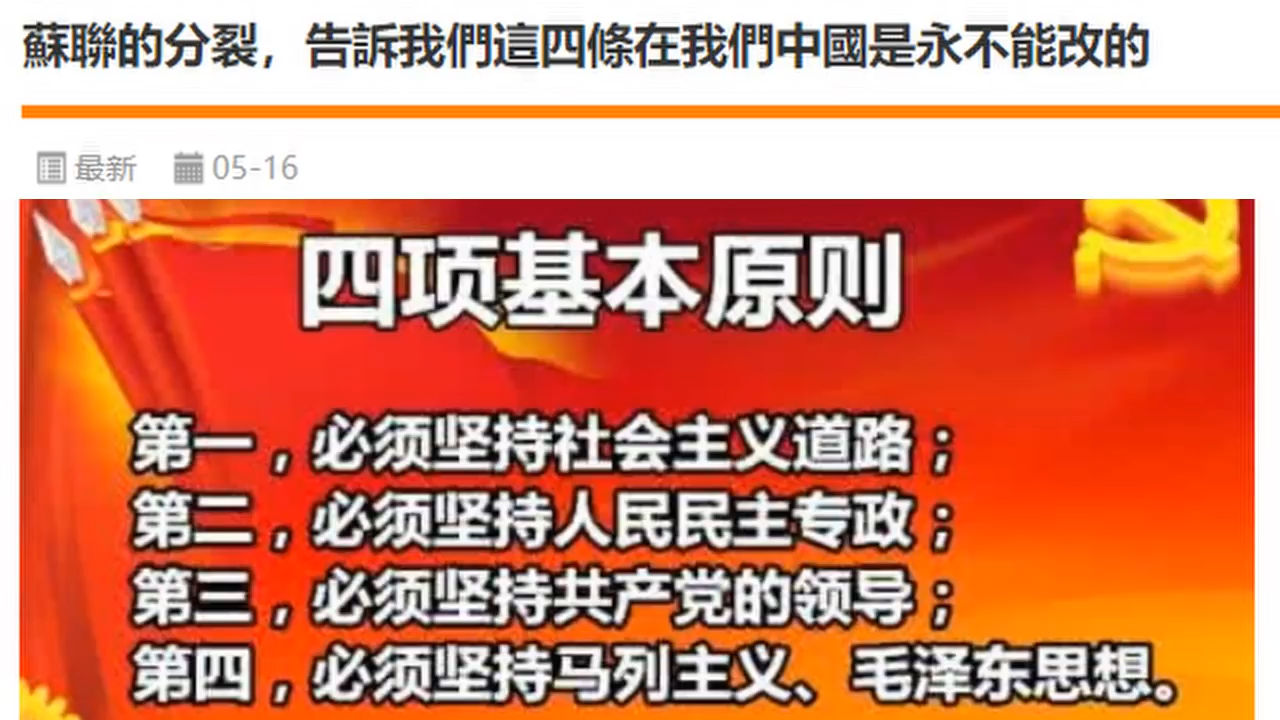 蘇聯的分裂，告訴我們這四條在我們中國是永不能改的
最新 05-16
四项基本原则
第一，必须坚持社会主义道路；
第二，必须坚持人民民主专政；
第三，必须坚持共产党的领导；
第四，必须坚持马列主义、毛泽东思想。